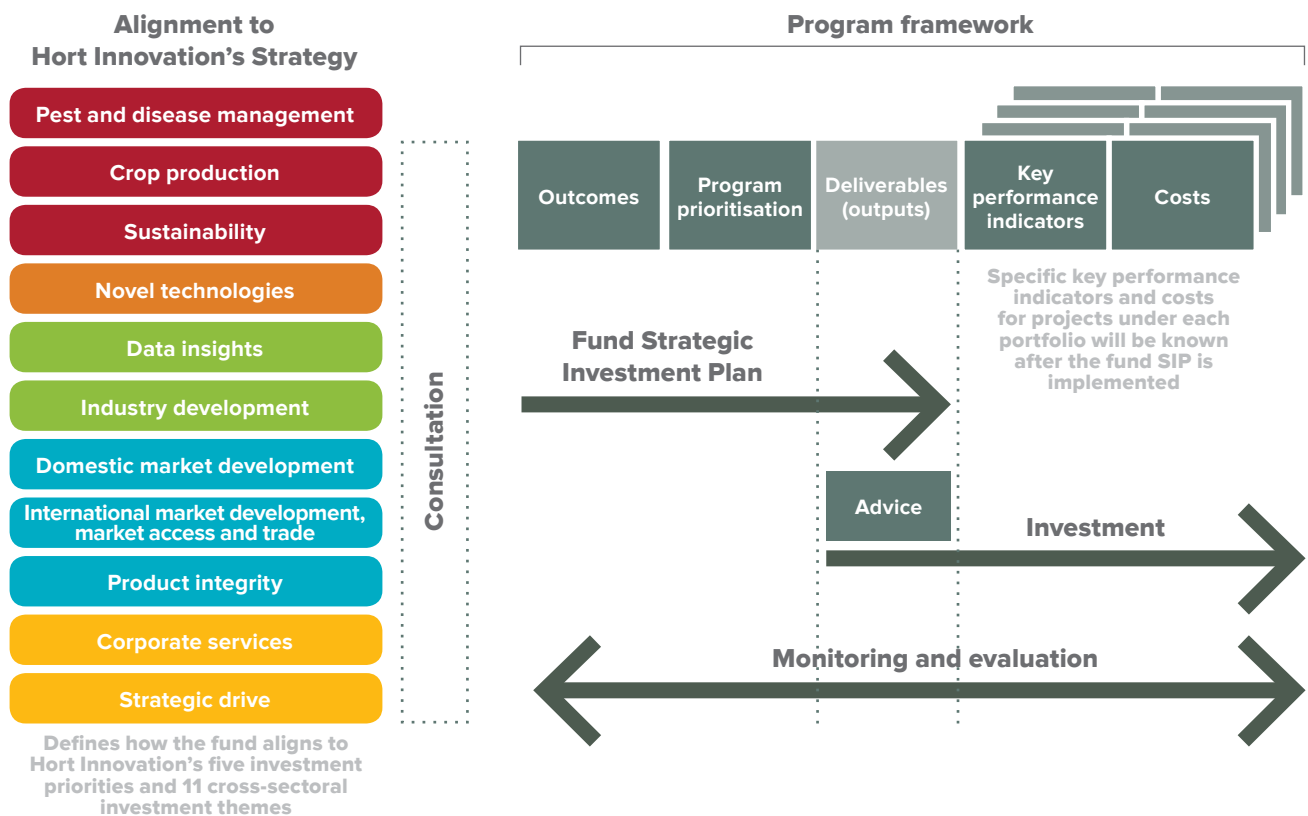 Alignment to
Hort Innovation's Strategy
Pest and disease management
Crop production
Sustainability
Novel technologies
Data insights
Industry development
Domestic market development
International market development,
market access and trade
Product integrity
Corporate services
Strategic drive
Defines how the fund aligns to
Hort Innovation's five investment
priorities and 11 cross-sectoral
investment themes
Consultation
Program framework
Outcomes
Program
prioritisation
Deliverables
(outputs)
Key
performance
indicators
Costs
Specific key performance
indicators and costs
for projects under each
portfolio will be known
after the fund SIP is
implemented
Fund Strategic
Investment Plan
Advice
Investment
Monitoring and evaluation